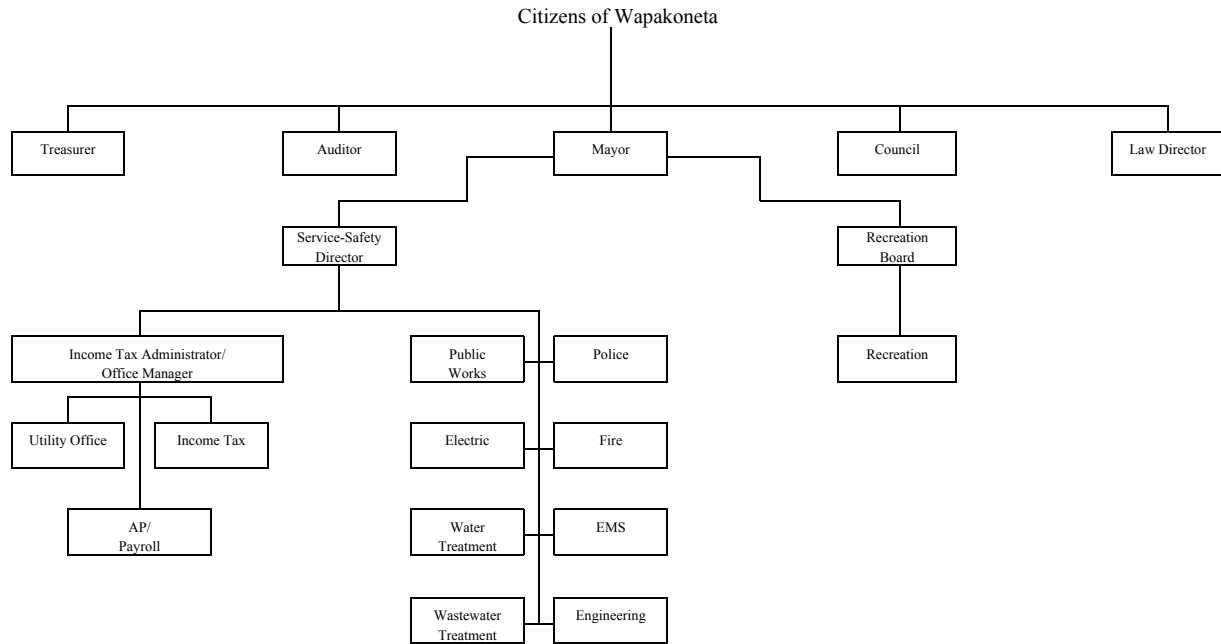 Citizens of Wapakoneta
Treasurer
Auditor
Mayor
Council
Law Director
Service-Safety
Director
Recreation
Board
Income Tax Administrator/
Office Manager
Public
Works
Police
Recreation
Utility Office
Income Tax
Electric
Fire
AP/
Payroll
Water
Treatment
EMS
Wastewater
Treatment
Engineering